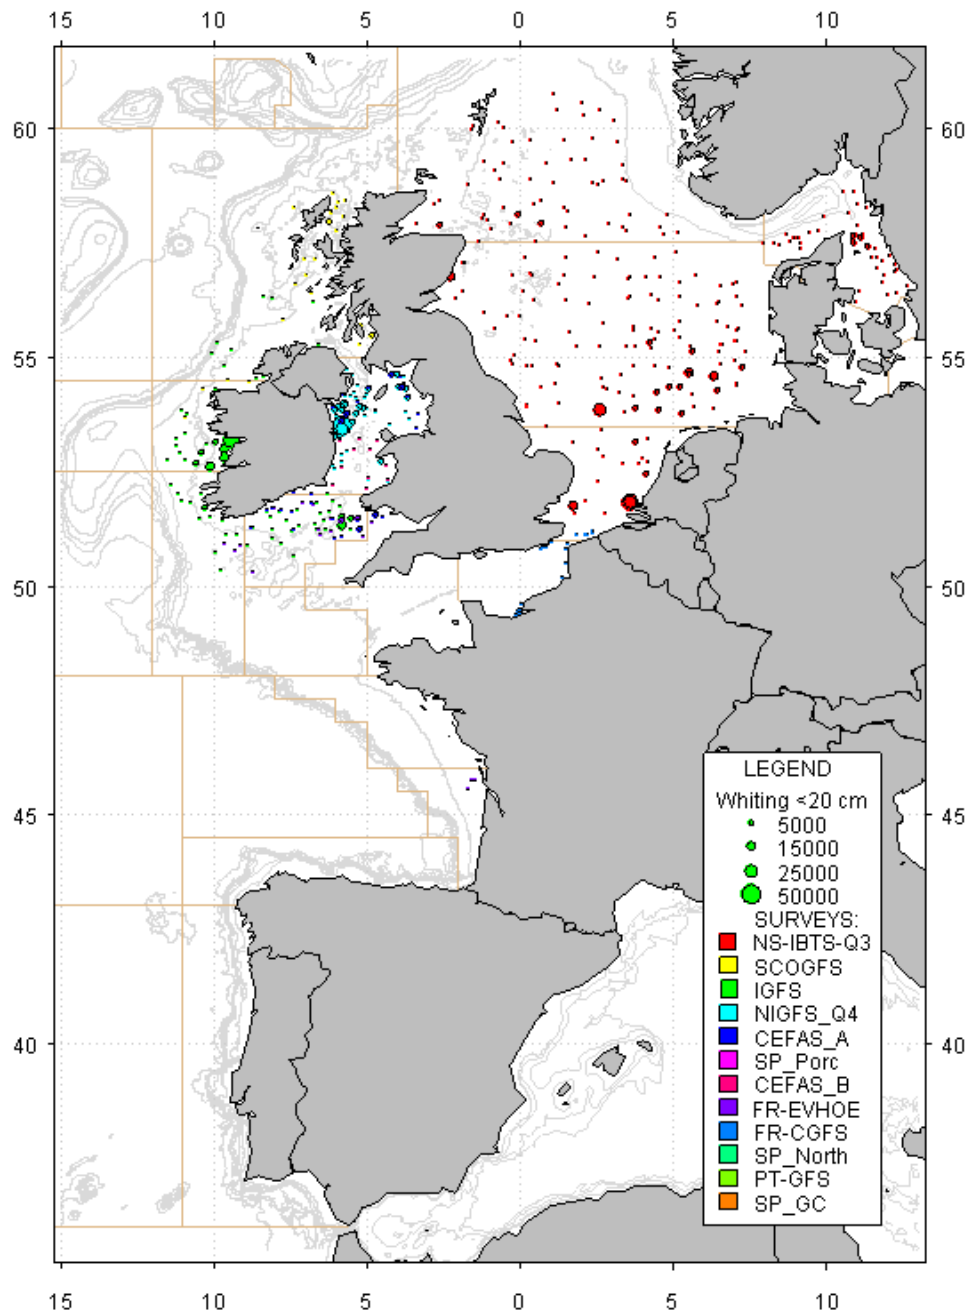 15 10 5 0 5 10
60 60
55 55
50 50
45 45
40 40
LEGEND
Whiting <20 cm
5000
15000
25000
50000
SURVEYS:
NS-IBTS-Q3
SCOGFS
IGFS
NIGFS_Q4
CEFAS_A
SP_Porc
CEFAS_B
FR-EVHOE
FR-CGFS
SP_North
PT-GFS
SP_GC
15 10 5 0 5 10